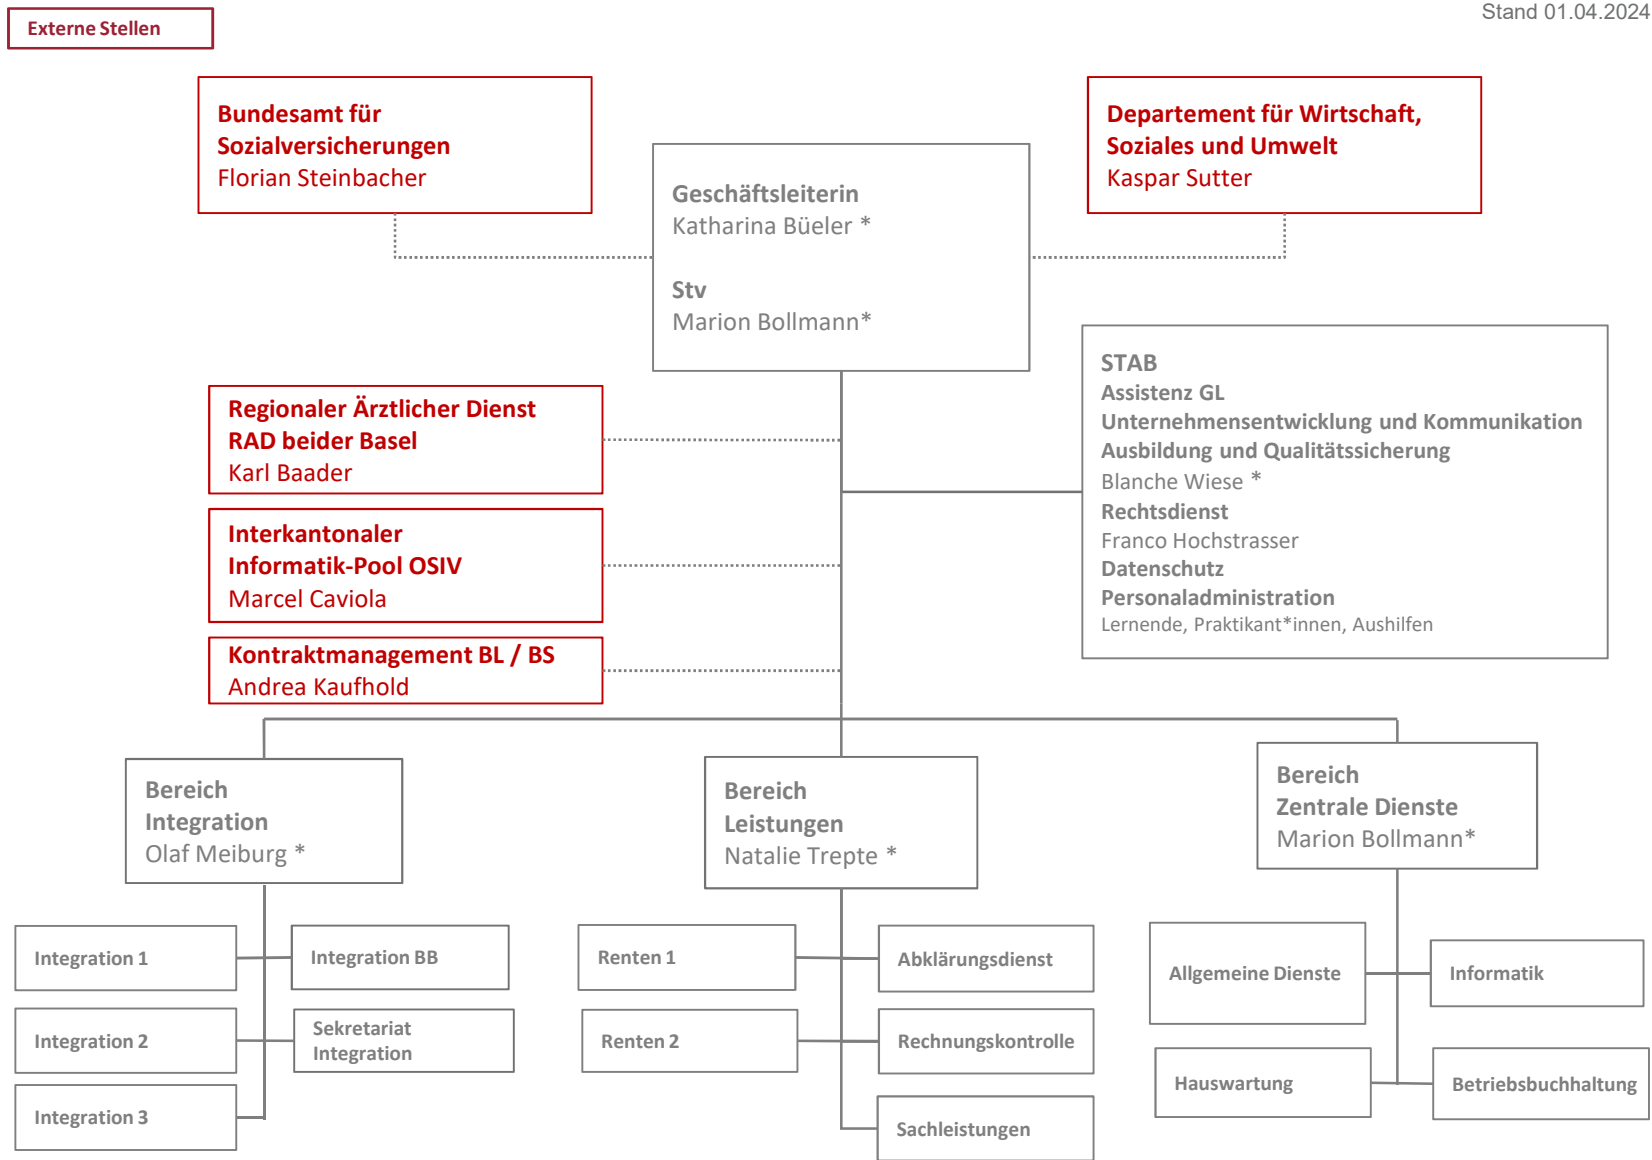 Stand 01.04.2024
Externe Stellen
Bundesamt für
Sozialversicherungen
Florian Steinbacher
Departement für Wirtschaft,
Soziales und Umwelt
Kaspar Sutter
Geschäftsleiterin
Katharina Büeler *
Stv
Marion Bollmann*
STAB
Assistenz GL
Unternehmensentwicklung und Kommunikation
Ausbildung und Qualitätssicherung
Blanche Wiese *
Rechtsdienst
Franco Hochstrasser
Datenschutz
Personaladministration
Lernende, Praktikant*innen, Aushilfen
Regionaler Ärztlicher Dienst
RAD beider Basel
Karl Baader
Interkantonaler
Informatik-Pool OSIV
Marcel Caviola
Kontraktmanagement BL / BS
Andrea Kaufhold
Bereich
Integration
Olaf Meiburg *
Bereich
Leistungen
Natalie Trepte *
Bereich
Zentrale Dienste
Marion Bollmann*
Integration 1
Integration BB
Integration 2
Sekretariat
Integration
Integration 3
Renten 1
Abklärungsdienst
Renten 2
Rechnungskontrolle
Sachleistungen
Allgemeine Dienste
Informatik
Hauswartung
Betriebsbuchhaltung